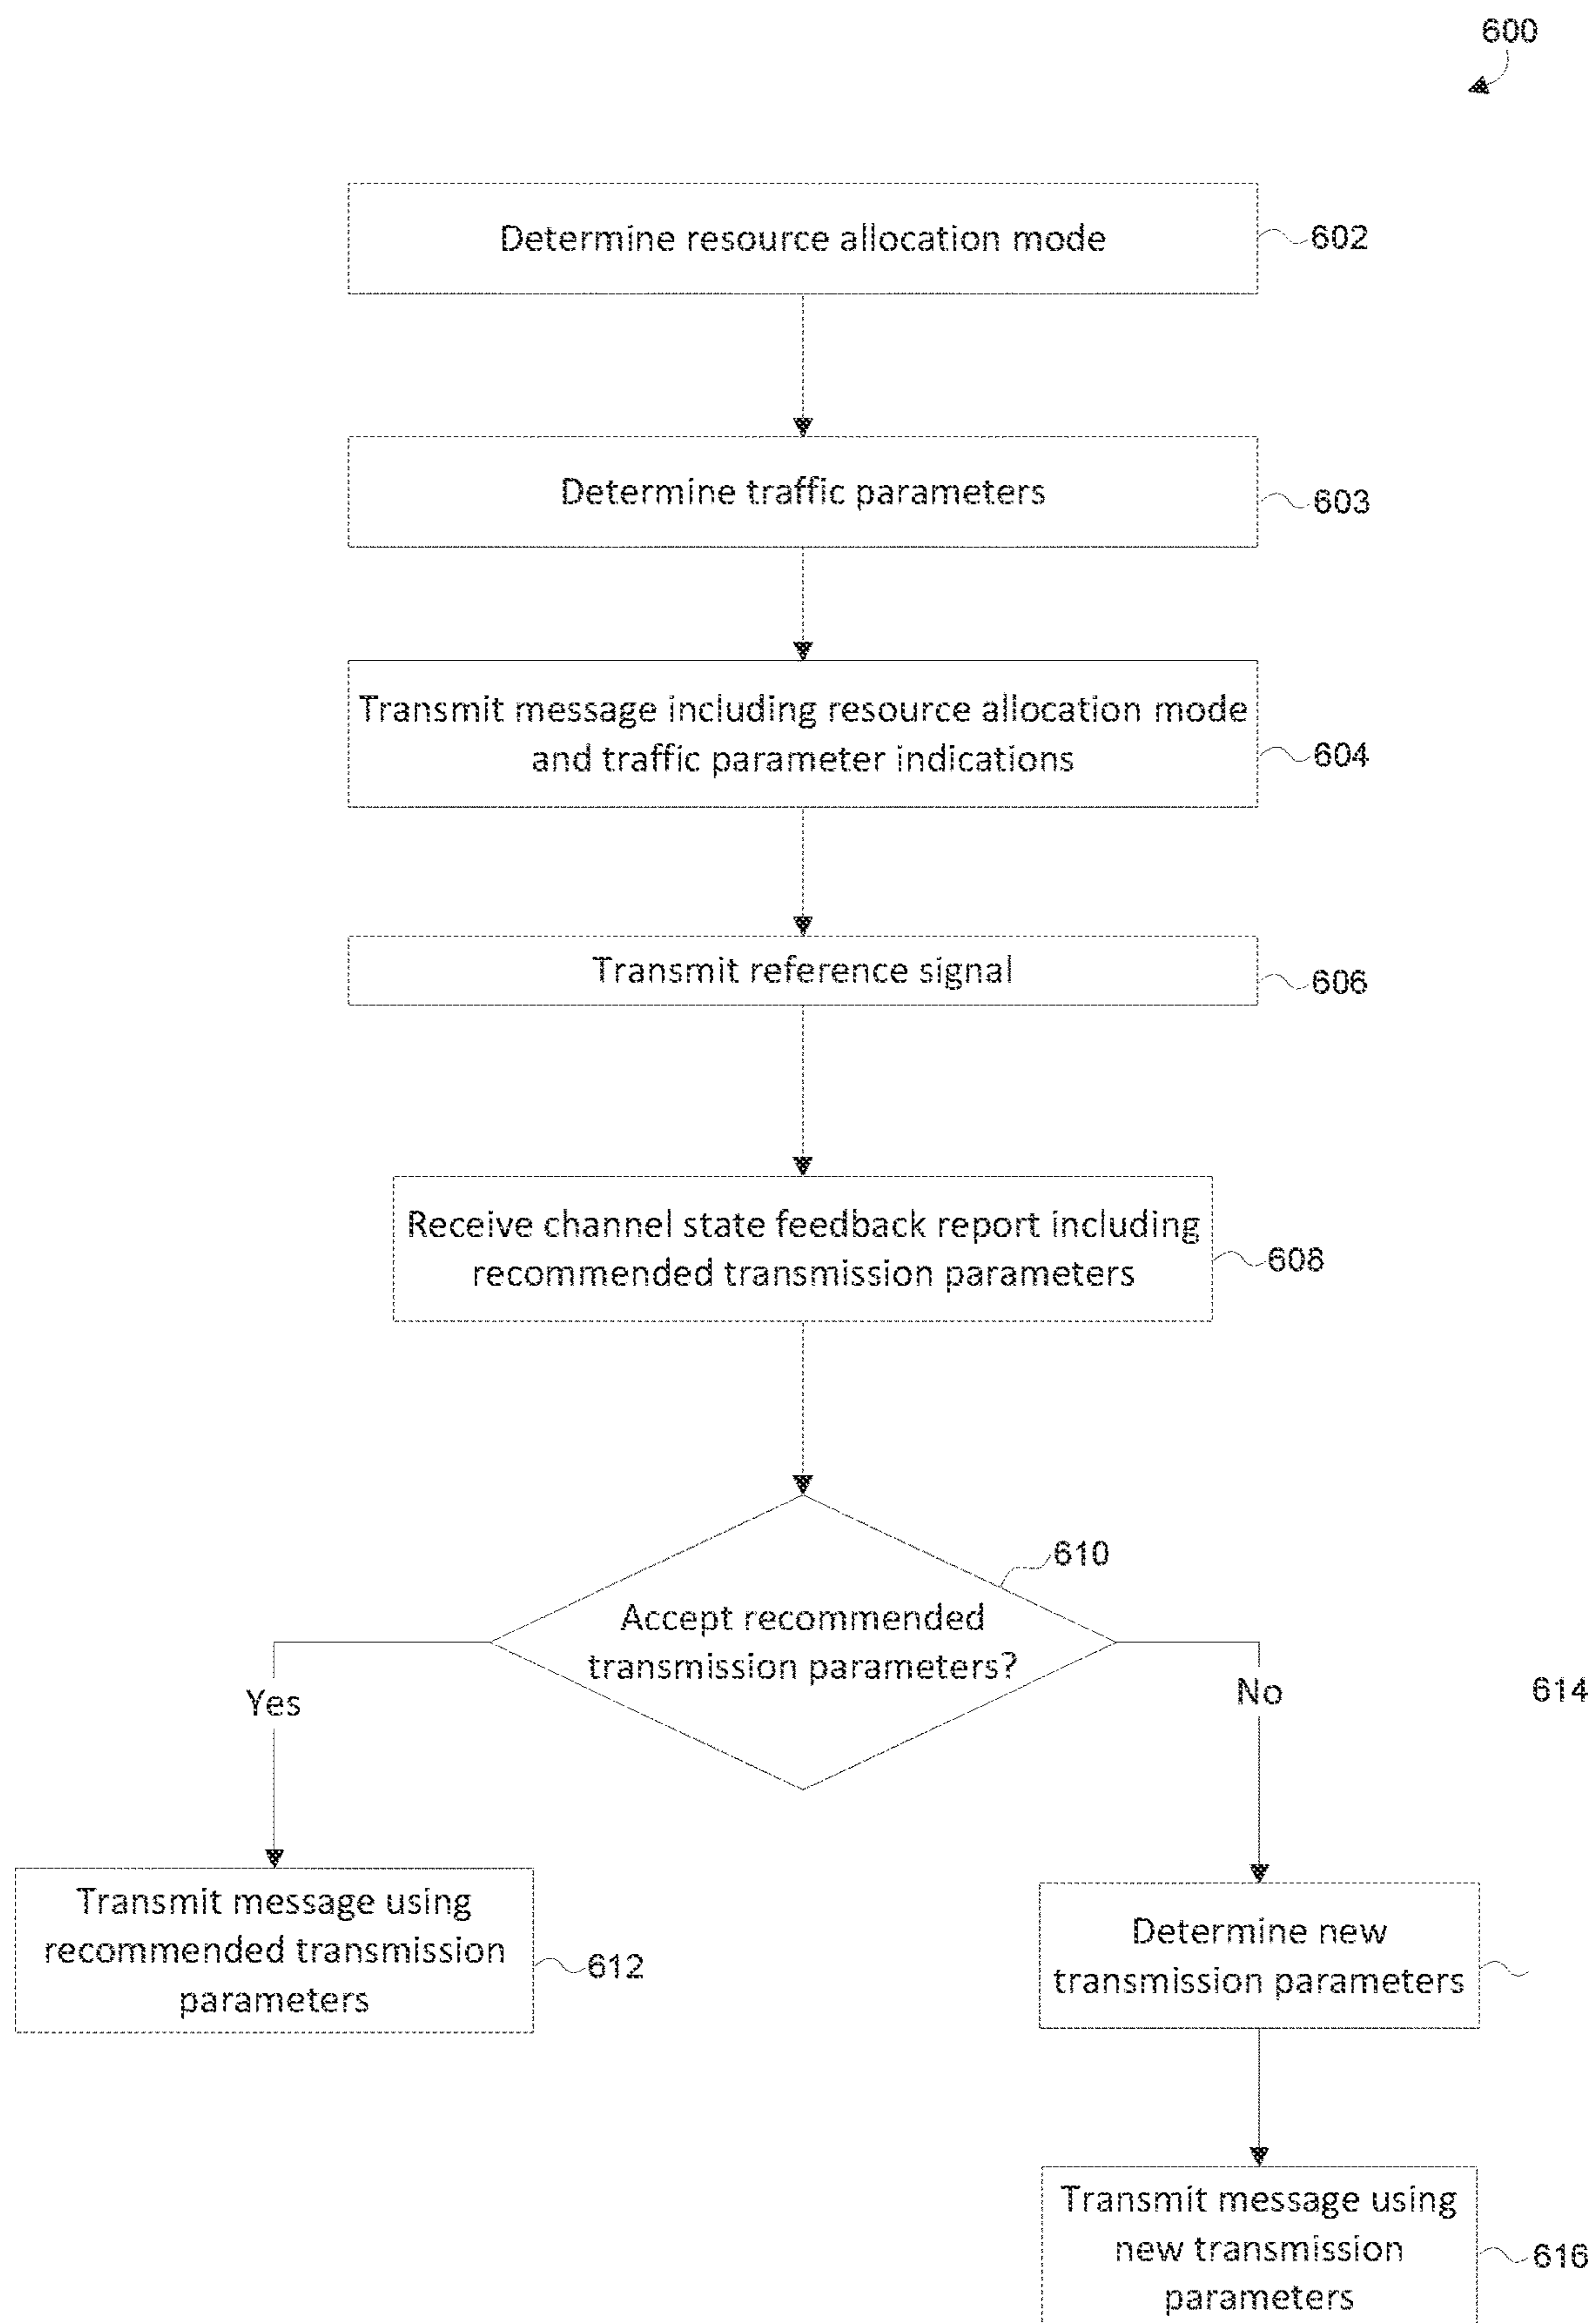 600
Determine resource allocation mode
602
Determine traffic parameters
603
Transmit message including resource allocation mode
and traffic parameter indications
604
Transmit reference signal
606
Receive channel state feedback report including
recommended transmission parameters
608
610
Accept recommended
transmission parameters?
Yes
No
614
Transmit message using
recommended transmission
parameters
612
Determine new
transmission parameters
Transmit message using
new transmission
parameters
616